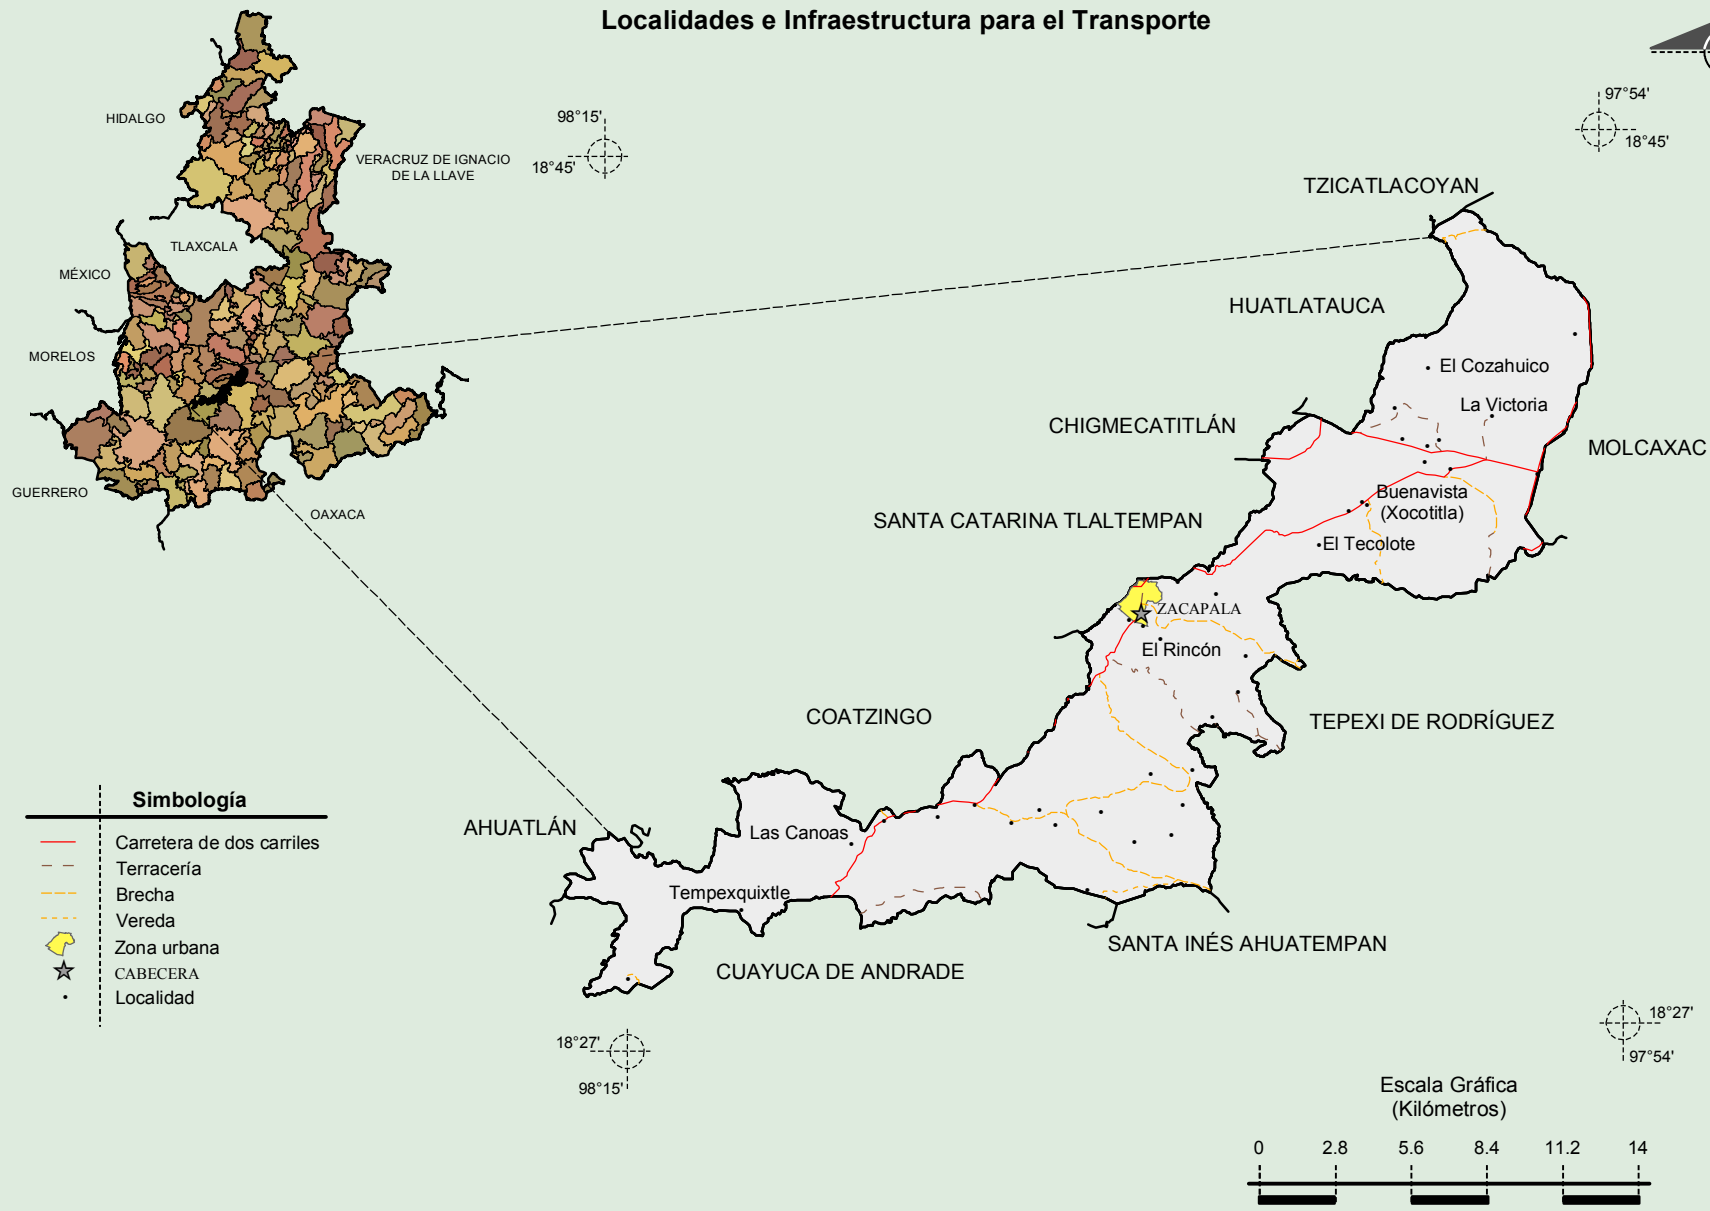 Localidades e Infraestructura para el Transporte
HIDALGO
VERACRUZ DE IGNACIO
DE LA LLAVE
TLAXCALA
MÉXICO
MORELOS
GUERRERO
OAXACA
98°15'
18°45'
97°54'
18°45'
TZICATLACOYAN
HUATLATAUCA
El Cozahuico
La Victoria
CHIGMECATITLÁN
MOLCAXAC
Buenavista
(Xocotitla)
SANTA CATARINA TLALTEMPAN
El Tecolote
ZACAPALA
El Rincón
COATZINGO
TEPEXI DE RODRÍGUEZ
AHUATLÁN
Las Canoas
Tempexquixtle
SANTA INÉS AHUATEMPAN
CUAYUCA DE ANDRADE
Simbología
Carretera de dos carriles
Terracería
Brecha
Vereda
Zona urbana
CABECERA
Localidad
18°27'
98°15'
18°27'
97°54'
Escala Gráfica
(Kilómetros)
0 2.8 5.6 8.4 11.2 14